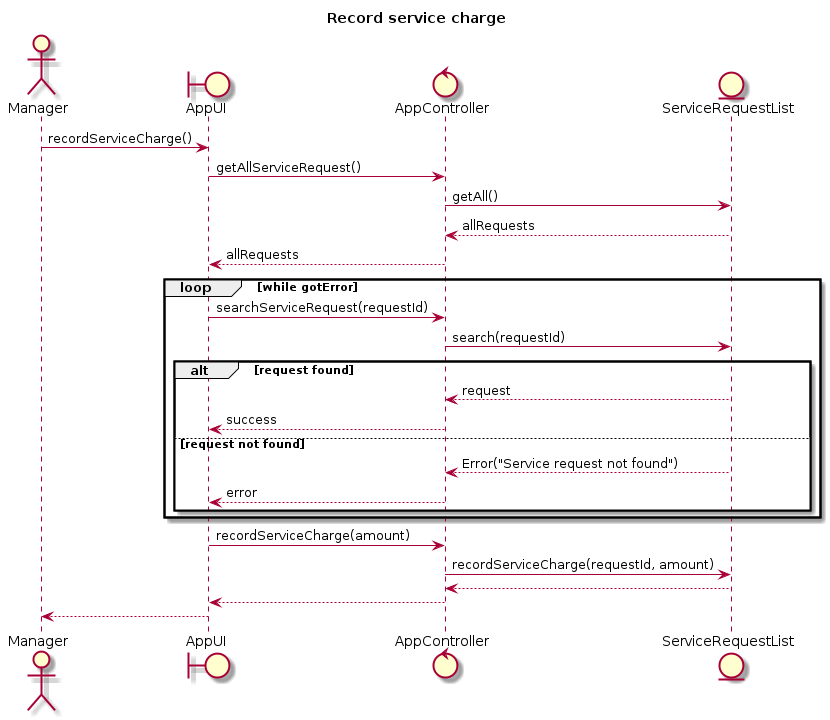 Record service charge
Manager
AppUI
AppController
ServiceRequestList
recordServiceCharge()
getAllServiceRequest()
getAll()
allRequests
allRequests
loop [while gotError]
searchServiceRequest(requestId)
search(requestId)
alt [request found]
request
success
[request not found]
Error("Service request not found")
error
recordServiceCharge(amount)
recordServiceCharge(requestId, amount)
Manager
AppUI
AppController
ServiceRequestList